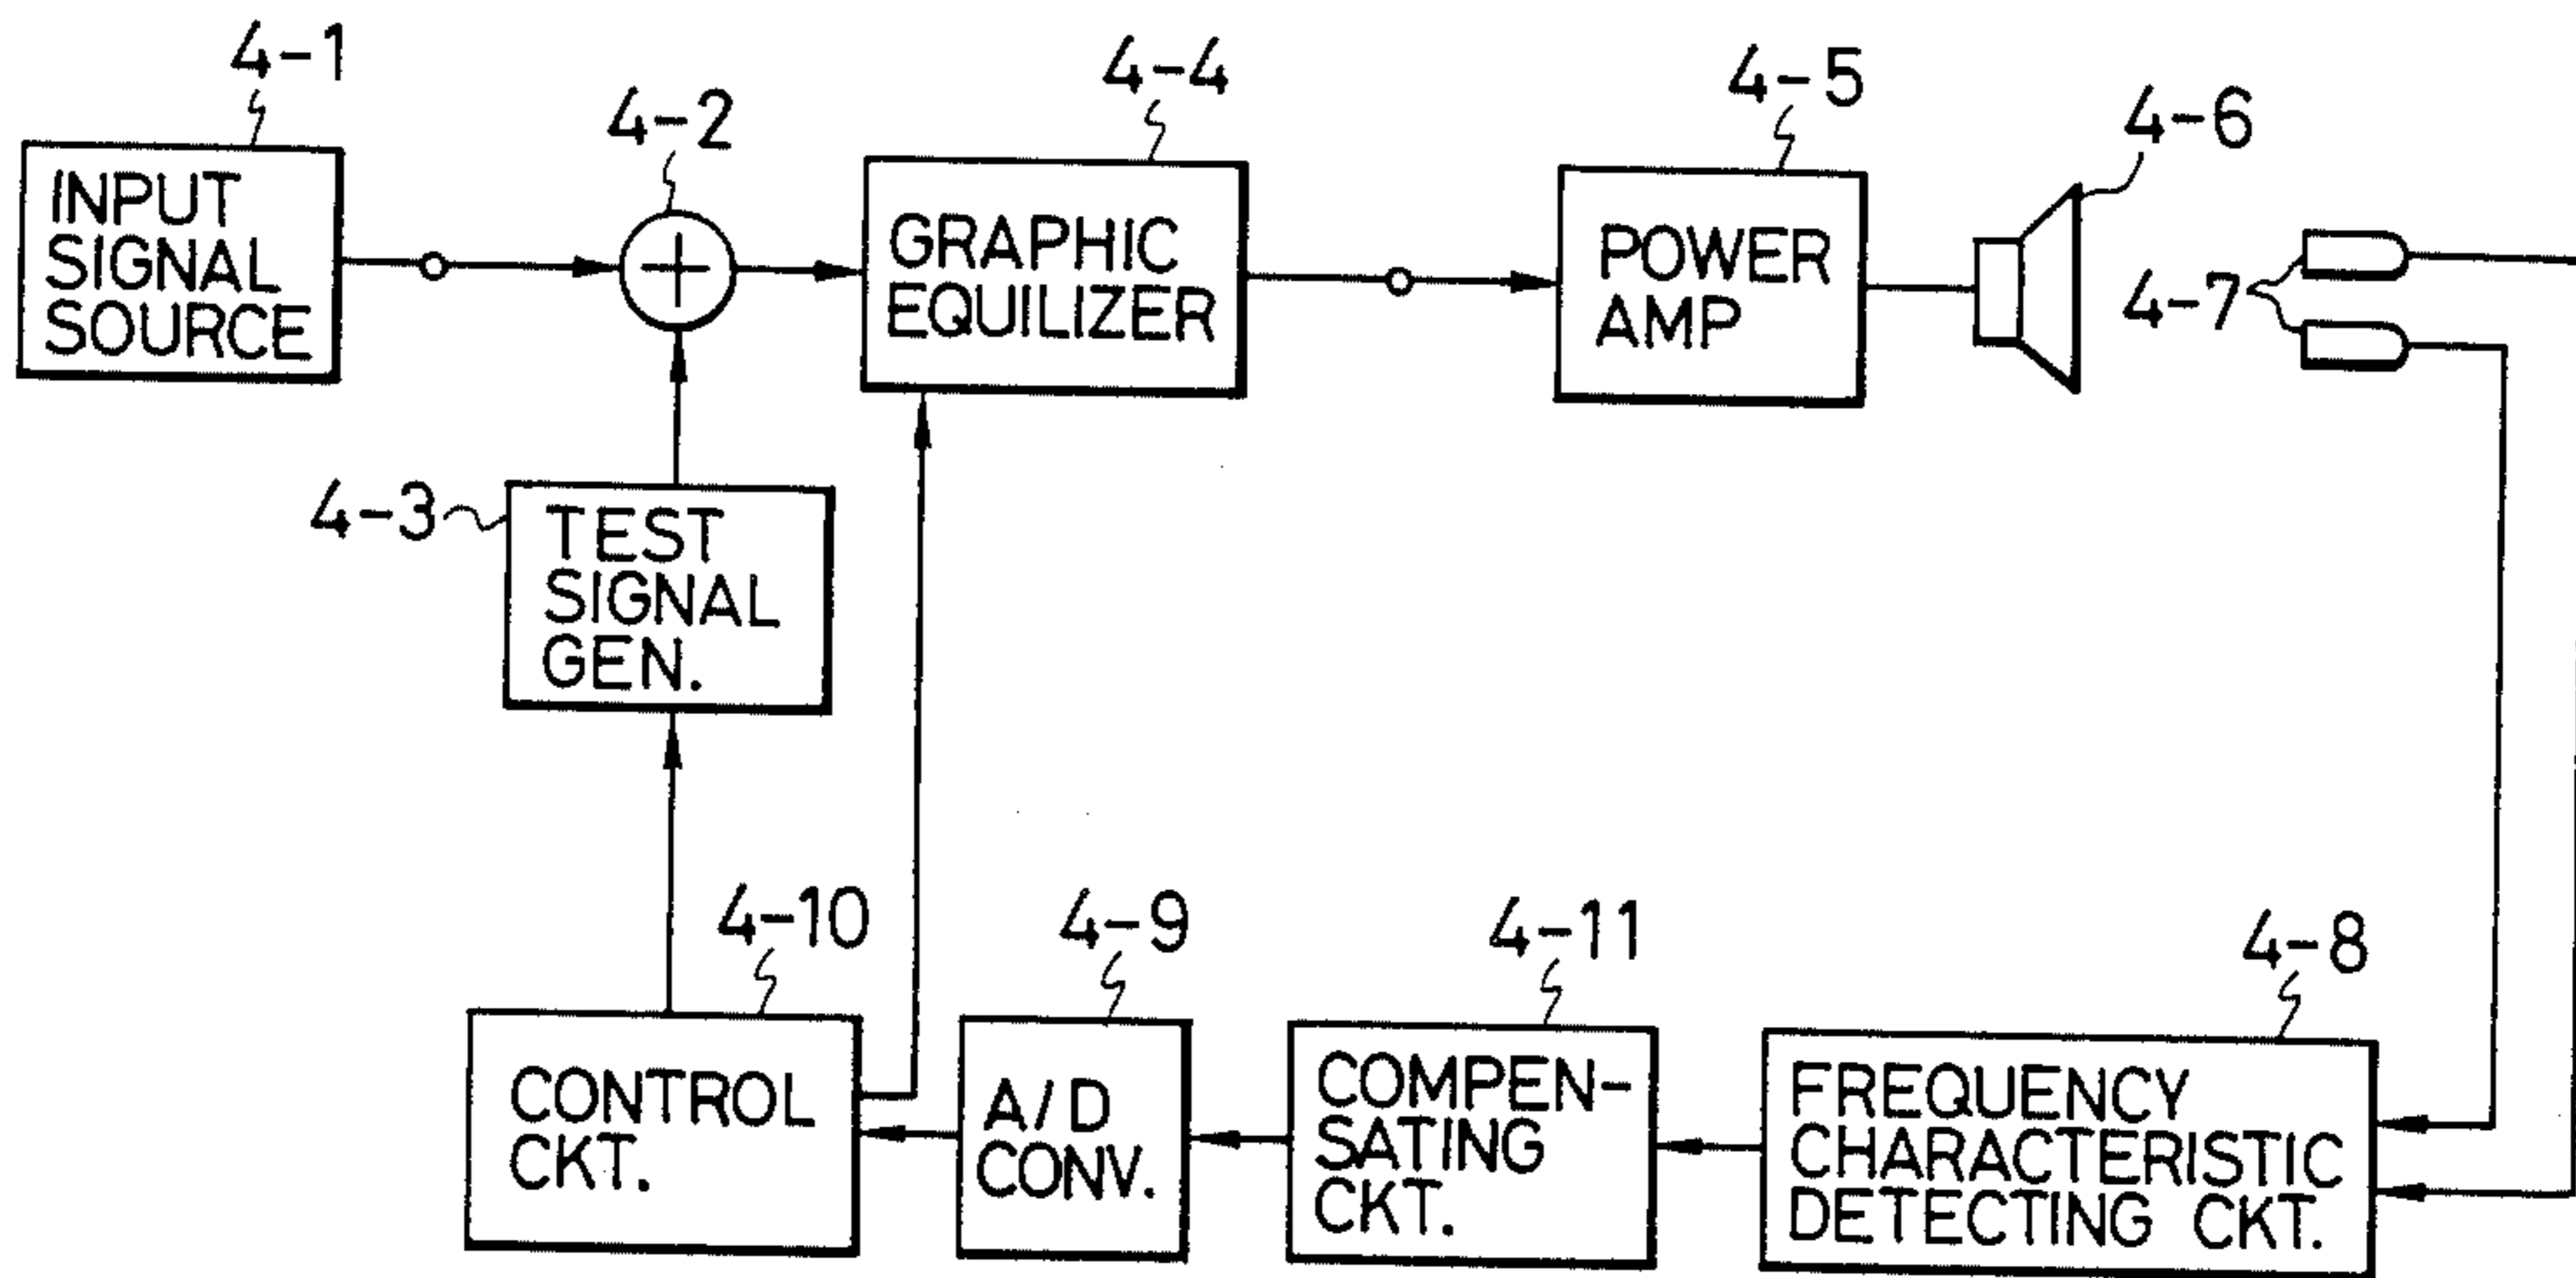 4-1
INPUT
SIGNAL
SOURCE
4-2
4-4
GRAPHIC
EQUILIZER
4-5
POWER
AMP
4-6
4-7
4-3
TEST
SIGNAL
GEN.
4-10
CONTROL
CKT.
4-9
A/D
CONV.
4-11
COMPEN-
SATING
CKT.
4-8
FREQUENCY
CHARACTERISTIC
DETECTING CKT.